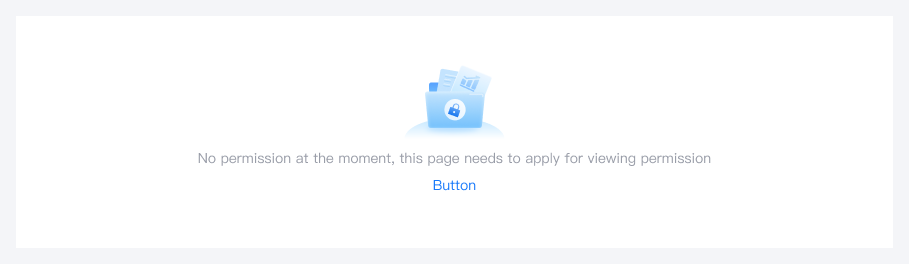 No permission at the moment, this page needs to apply for viewing permission
Button